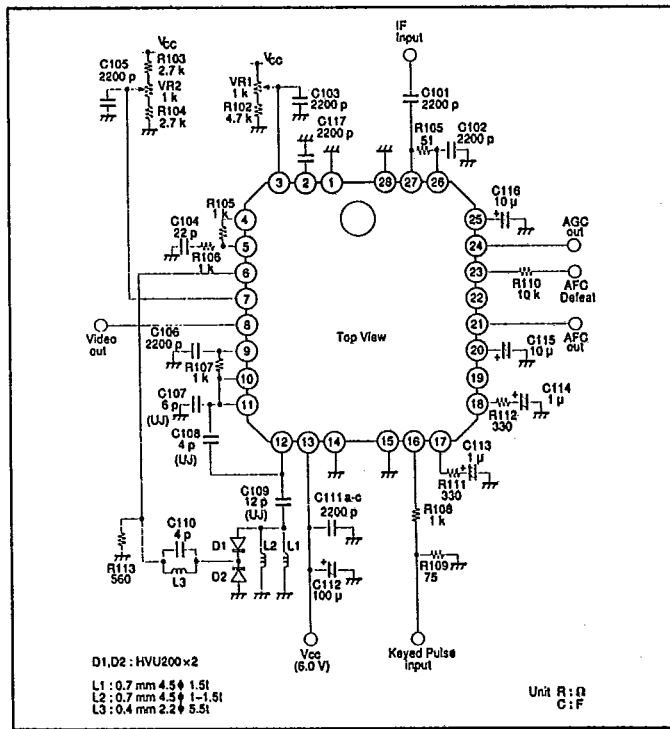 IF
Input
VCC
R103
2.7 k
VR2
1 k
R104
2.7 k
C105
2200 p
VCC
VR1
1 k
R102
4.7 k
C103
2200 p
C117
2200 p
C101
2200 p
R105
51
C102
2200 p
3
2
1
28
27
26
C116
10 μ
R105
1 k
C104
22 p
R106
1 k
4
5
6
7
8
9
10
11
25
24
23
22
21
20
19
18
AGC
out
AFC
Defeat
R110
10 k
AFC
out
Top View
Video
out
C106
2200 p
R107
1 k
C107
6 p
(UJ)
C108
4 p
(UJ)
C115
10 μ
C114
1 μ
R112
330
12
13
14
15
16
17
C113
1 μ
R111
330
C109
12 p
(UJ)
C111a-c
2200 p
R108
1 k
C110
4 p
D1
D2
L2
L1
L3
R113
560
C112
100 μ
R109
75
Vcc
(6.0 V)
Keyed Pulse
Input
D1,D2 : HVU200×2
L1 : 0.7 mm 4.5 ϕ 1.5t
L2 : 0.7 mm 4.5 ϕ 1-1.5t
L3 : 0.4 mm 2.2 ϕ 5.5t
Unit R : Ω
C : F